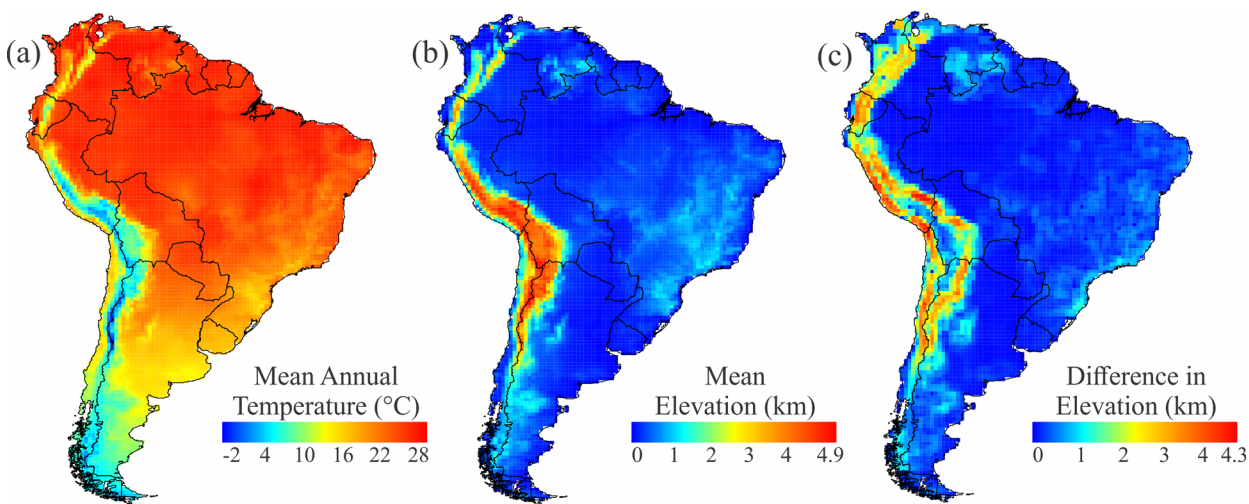 (a)
Mean Annual
Temperature (°C)
-2 4 10 16 22 28
(b)
Mean
Elevation (km)
0 1 2 3 4 4.9
(c)
Difference in
Elevation (km)
0 1 2 3 4 4.3